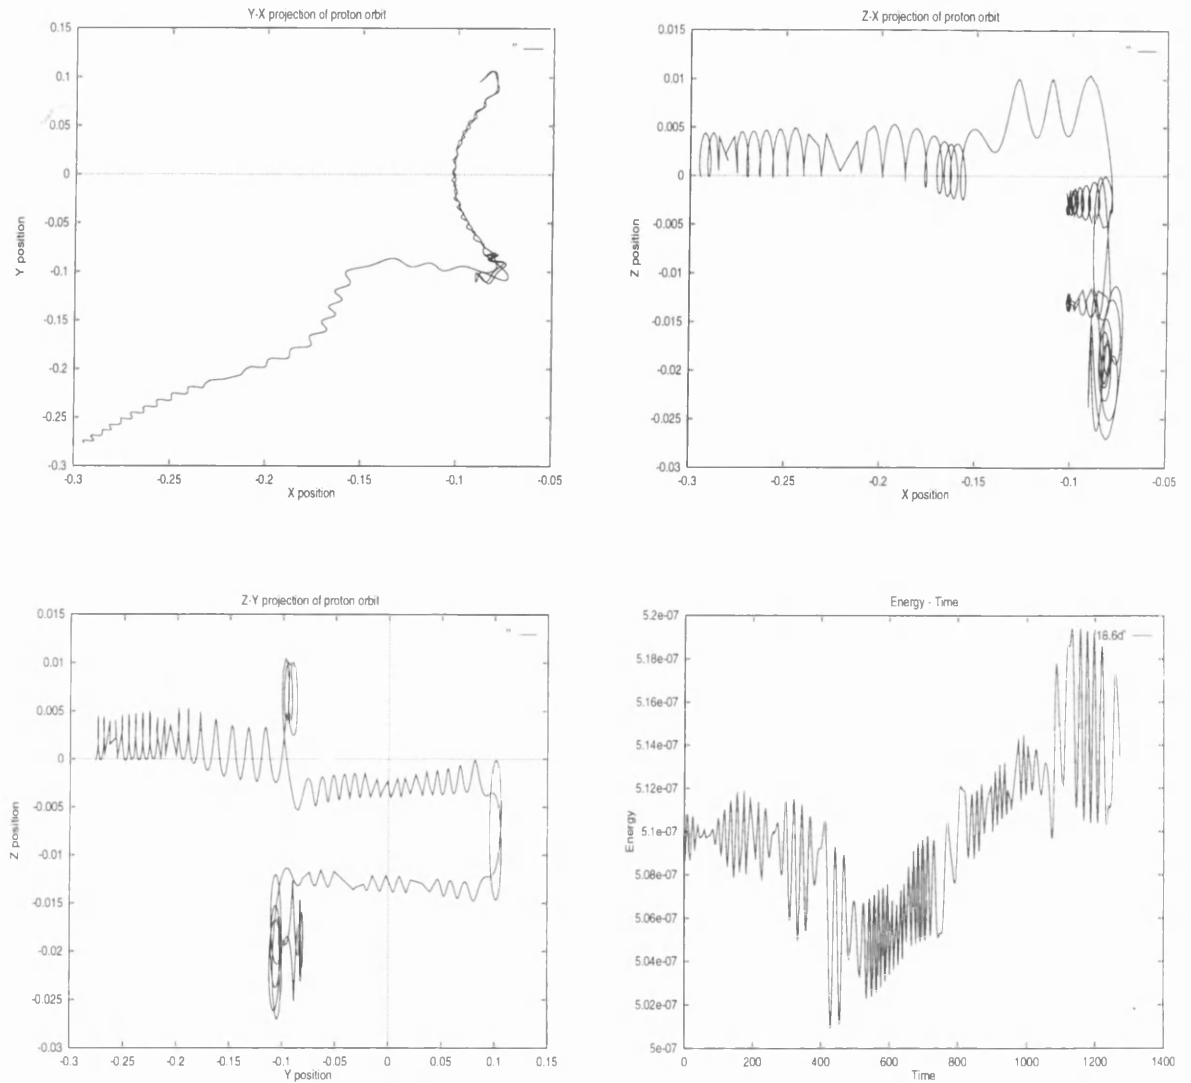 Y-X projection of proton orbit
0.15
0.1
0.05
0
-0.05
-0.1
-0.15
-0.2
-0.25
-0.3
Y position
-0.3 -0.25 -0.2 -0.15 -0.1 -0.05
X position
Z-X projection of proton orbit
0.015
0.01
0.005
0
-0.005
-0.01
-0.015
-0.02
-0.025
-0.03
Z position
-0.3 -0.25 -0.2 -0.15 -0.1 -0.05
X position
Z-Y projection of proton orbit
0.015
0.01
0.005
0
-0.005
-0.01
-0.015
-0.02
-0.025
-0.03
Z position
-0.3 -0.25 -0.2 -0.15 -0.1 -0.05 0 0.05 0.1 0.15
Y position
Energy - Time
5.2e-07
5.18e-07
5.16e-07
5.14e-07
5.12e-07
5.1e-07
5.08e-07
5.06e-07
5.04e-07
5.02e-07
5e-07
Energy
0 200 400 600 800 1000 1200 1400
Time